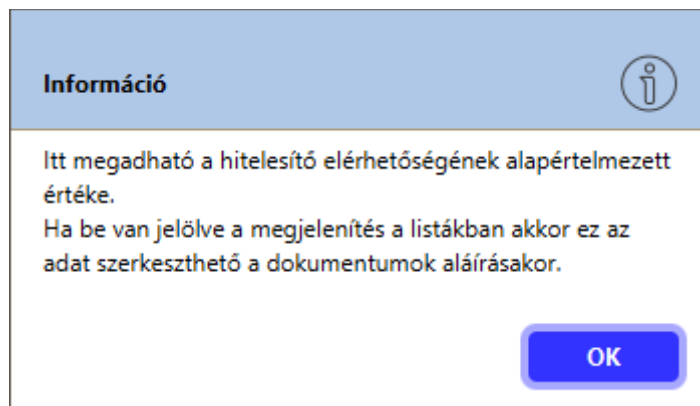 Információ
Itt megadható a hitelesítő elérhetőségének alapértelmezett
értéke.
Ha be van jelölve a megjelenítés a listákban akkor ez az
adat szerkeszthető a dokumentumok aláírásakor.
OK